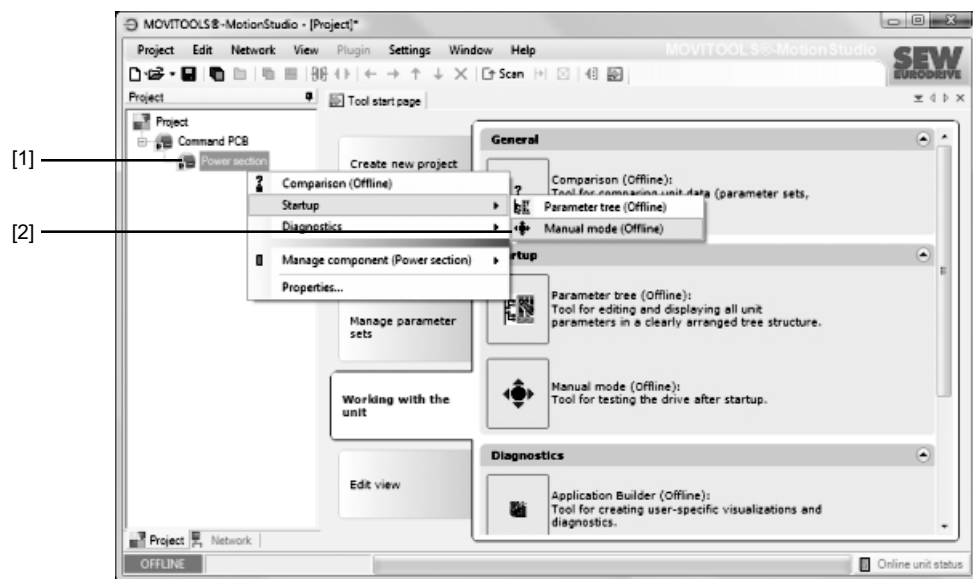 MOVITOOLS®-MotionStudio - [Project]*
Project Edit Network View Plugin Settings Window Help
MOVITOOLS®-MotionStudio
SEW
EURODRIVE
Scan
Project
Tool start page
Project
Command PCB
[1]
Power section
Create new project
General
Comparison (Offline):
Tool for comparing unit data (parameter sets,
Comparison (Offline)
Startup
Diagnostics
Manage component (Power section)
Properties...
Parameter tree (Offline)
[2]
Manual mode (Offline)
rtup
Parameter tree (Offline):
Tool for editing and displaying all unit
parameters in a clearly arranged tree structure.
Manage parameter
sets
Manual mode (Offline):
Tool for testing the drive after startup.
Working with the
unit
Diagnostics
Edit view
Application Builder (Offline):
Tool for creating user-specific visualizations and
diagnostics.
Project Network
OFFLINE
Online unit status